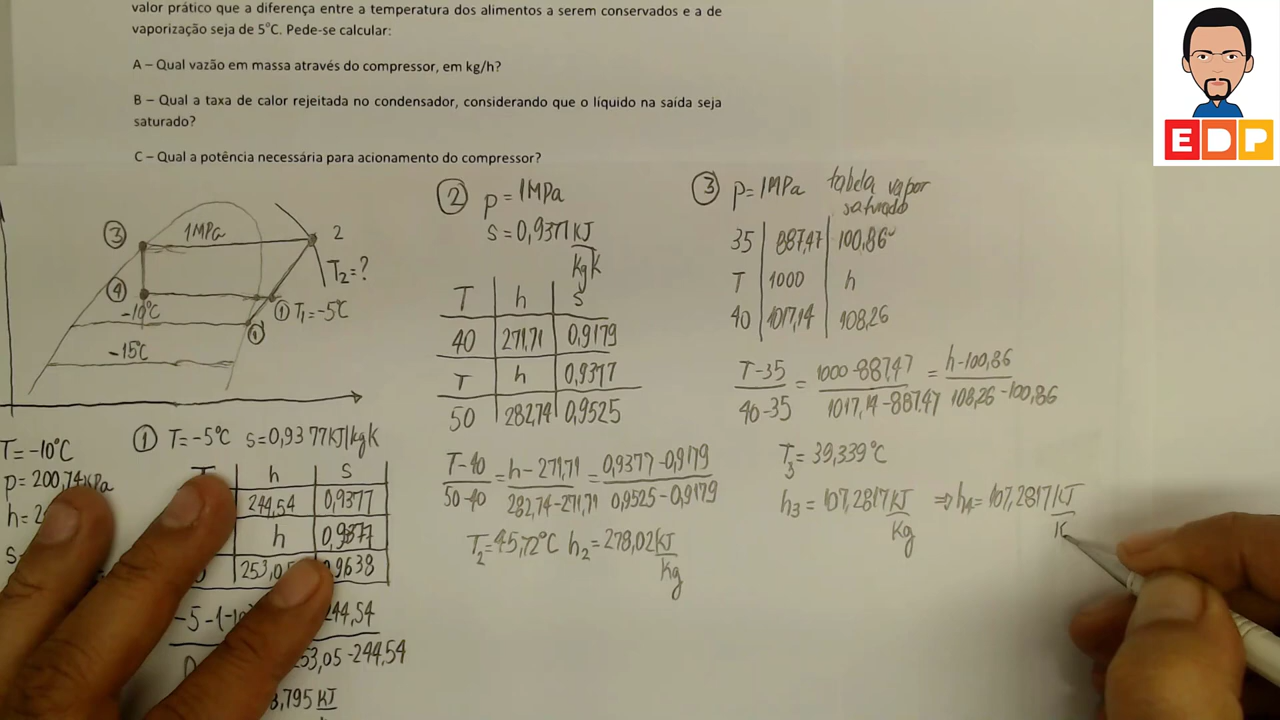 valor prático que a diferença entre a temperatura dos alimentos a serem conservados e a de
vaporização seja de 5°C. Pede-se calcular:
A – Qual vazão em massa através do compressor, em kg/h?
B – Qual a taxa de calor rejeitada no condensador, considerando que o líquido na saída seja
saturado?
C – Qual a potência necessária para acionamento do compressor?
EDP
③ 1MPa 2
T2=?
④
-10°C
① T1=-5°C
①
-15°C
T=-10°C
p=200,74KPa
h=2
s=
① T=-5°C s=0,9377KJ/kgK
h s
244,54 0,9377
h
253,05 0,9638
-5-(-10 244,54
253,05-244,54
3,795 KJ
② p=1MPa
s=0,9377 KJ
KgK
T h s
40 271,71 0,9179
T h 0,9377
50 282,74 0,9525
T-40 = h-271,71 = 0,9377-0,9179
50-40 282,74-271,71 0,9525-0,9179
T2=45,72°C h2=278,02 KJ
Kg
③ p=1MPa tabela vapor
saturado
35 887,47 100,86
T 1000 h
40 1017,14 108,26
T-35 = 1000-887,47 = h-100,86
40-35 1017,14-887,47 108,26-100,86
T3=39,339°C
h3=107,2817 KJ ⇒ h4=107,2817 KJ
Kg K